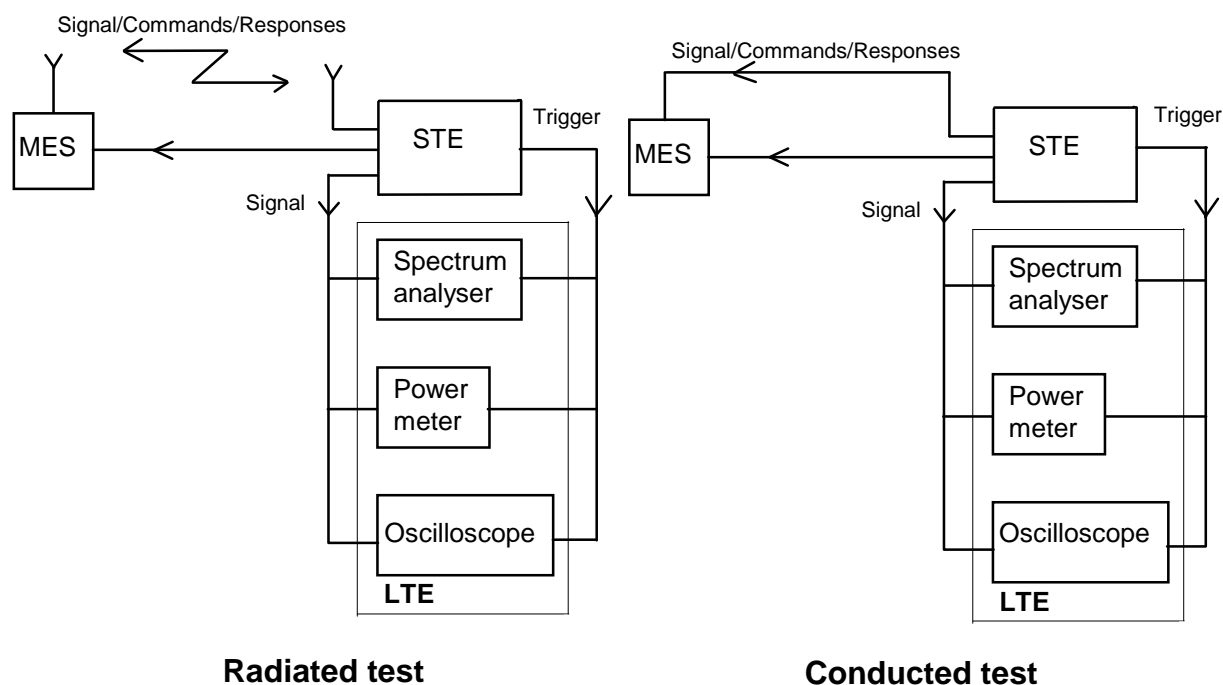 Signal/Commands/Responses
MES
STE
Trigger
Signal
Spectrum
analyser
Power
meter
Oscilloscope
LTE
Radiated test
Signal/Commands/Responses
MES
STE
Trigger
Signal
Spectrum
analyser
Power
meter
Oscilloscope
LTE
Conducted test